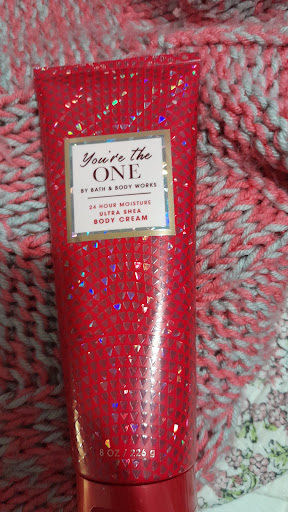 You're the
ONE
BY BATH & BODY WORKS
24 HOUR MOISTURE
ULTRA SHEA
BODY CREAM
8 OZ / 226 g